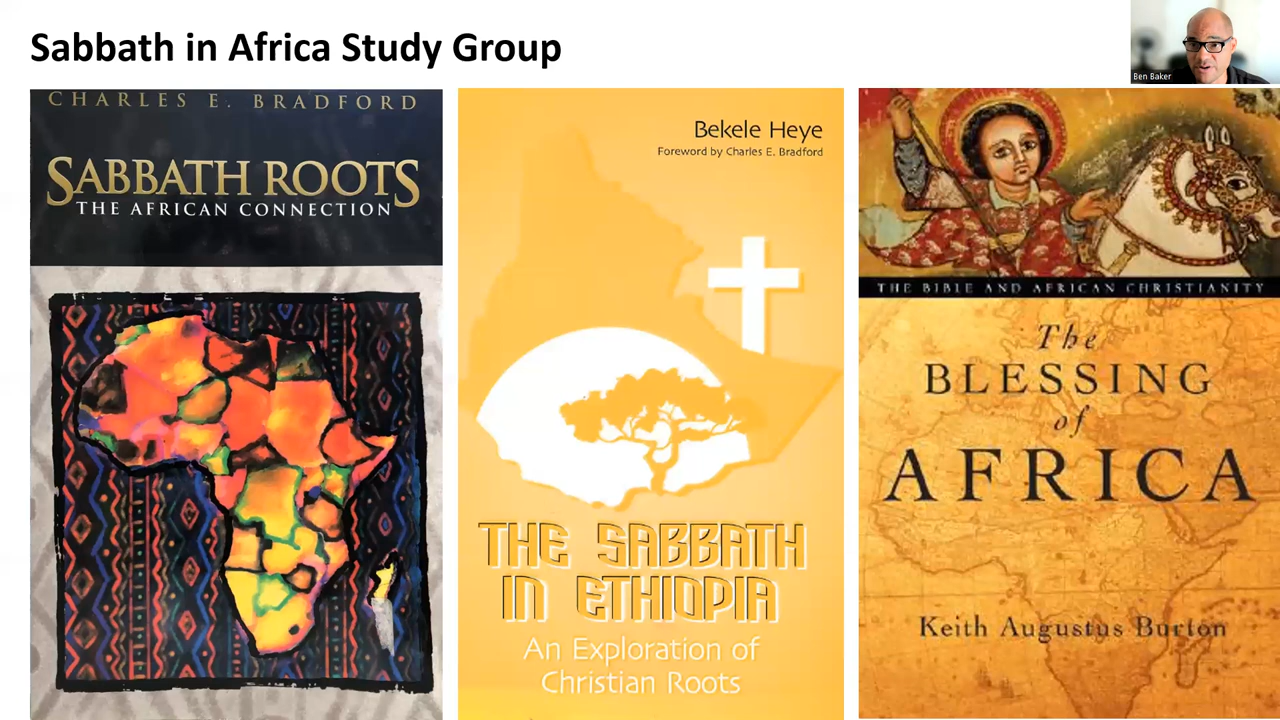 Sabbath in Africa Study Group
Ben Baker
CHARLES E. BRADFORD
SABBATH ROOTS
THE AFRICAN CONNECTION
Bekele Heye
Foreword by Charles E. Bradford
THE SABBATH
IN ETHIOPIA
An Exploration of
Christian Roots
THE BIBLE AND AFRICAN CHRISTIANITY
The
BLESSING
of
AFRICA
Keith Augustus Burton